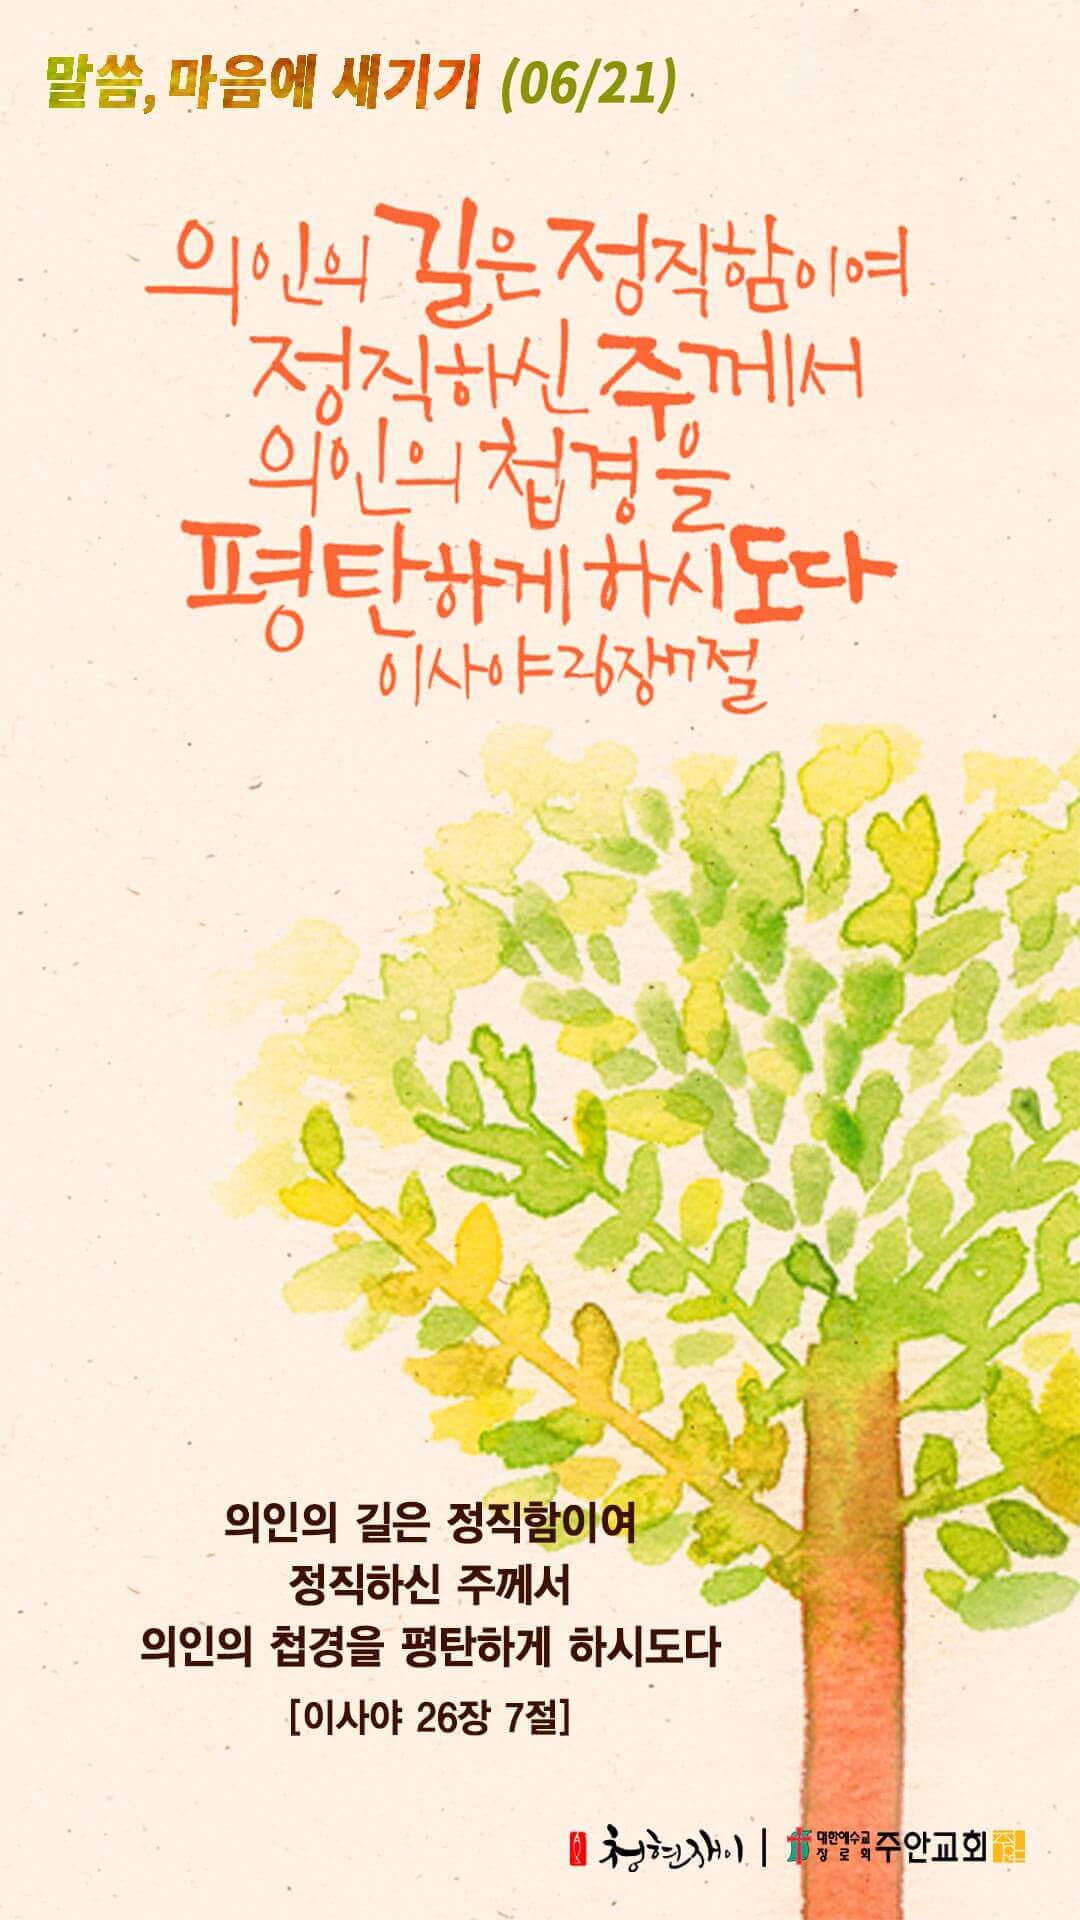 말씀, 마음에 새기기 (06/21)
의인의 길은 정직함이여
정직하신 주께서
의인의 첩경을
평탄하게 하시도다
이사야 26장 7절
의인의 길은 정직함이여
정직하신 주께서
의인의 첩경을 평탄하게 하시도다
[이사야 26장 7절]
청현재이 | 대한예수교장로회 주안교회